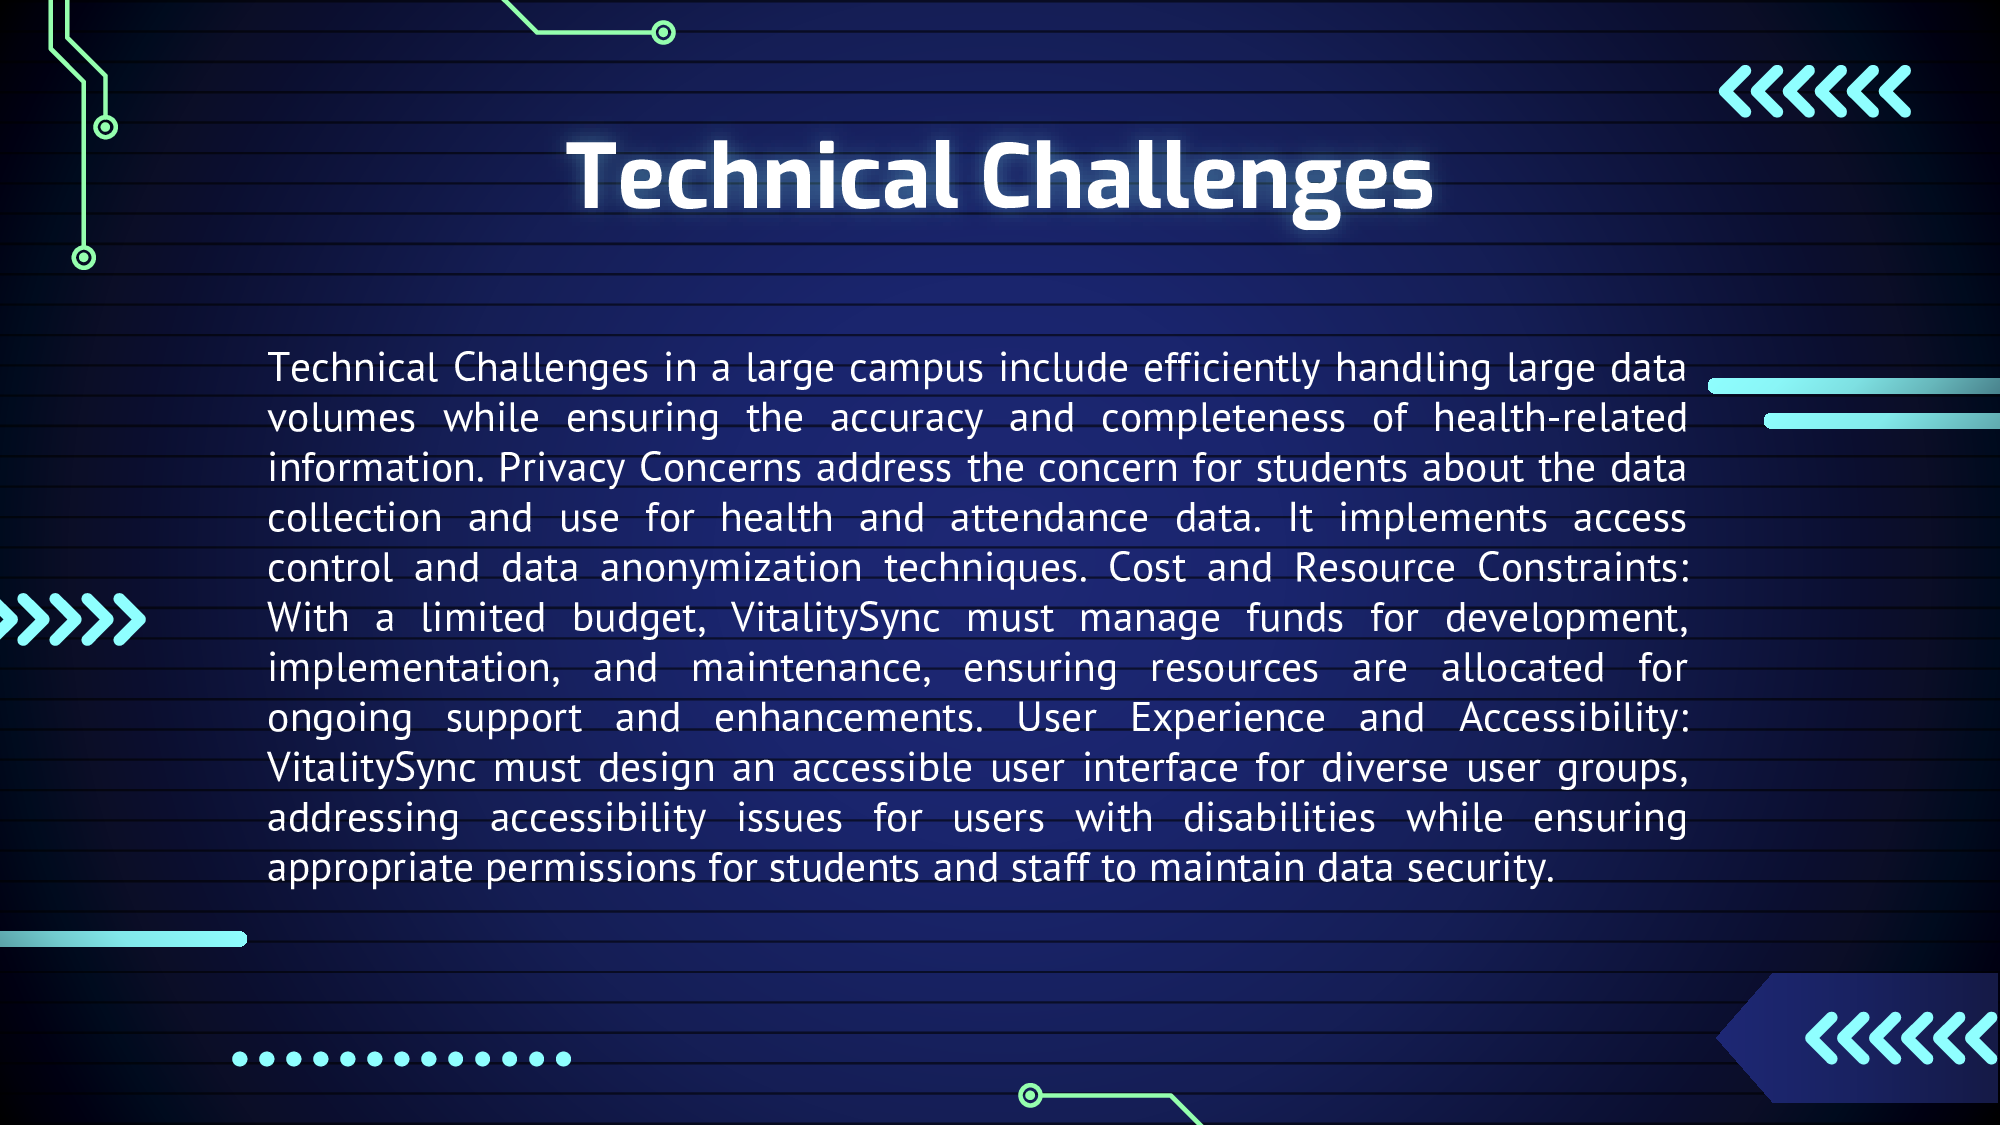 Technical Challenges
Technical Challenges in a large campus include efficiently handling large data
volumes while ensuring the accuracy and completeness of health-related
information. Privacy Concerns address the concern for students about the data
collection and use for health and attendance data. It implements access
control and data anonymization techniques. Cost and Resource Constraints:
With a limited budget, VitalitySync must manage funds for development,
implementation, and maintenance, ensuring resources are allocated for
ongoing support and enhancements. User Experience and Accessibility:
VitalitySync must design an accessible user interface for diverse user groups,
addressing accessibility issues for users with disabilities while ensuring
appropriate permissions for students and staff to maintain data security.